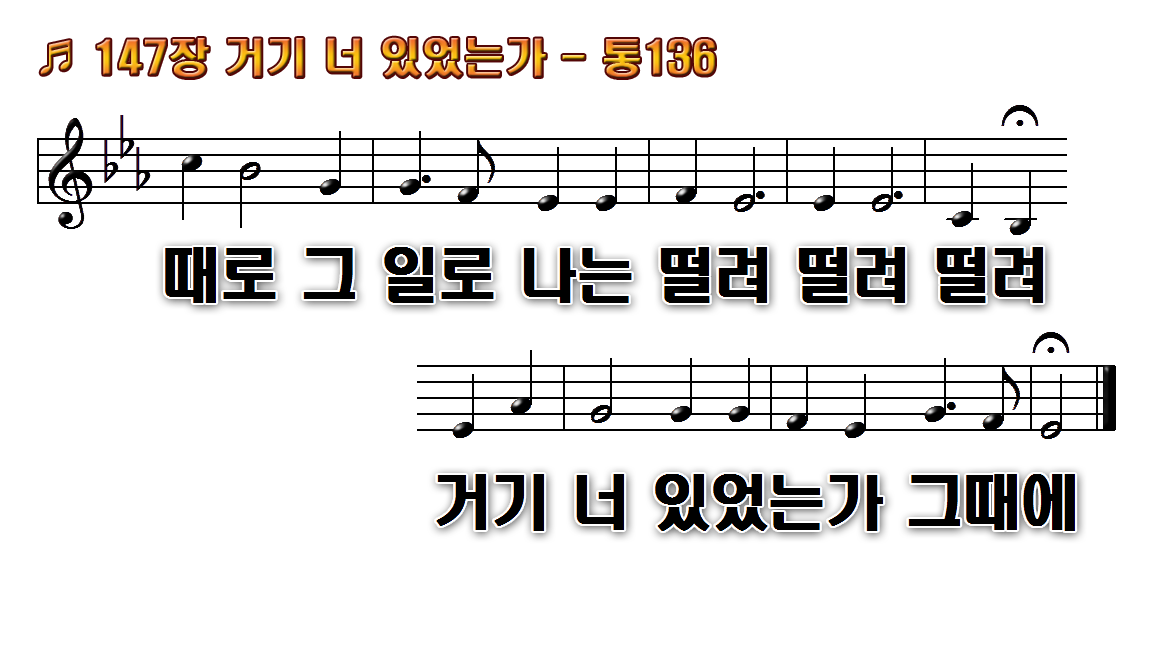 147장 거기 너 있었는가 - 통136
때로 그 일로 나는 떨려 떨려 떨려
거기 너 있었는가 그때에